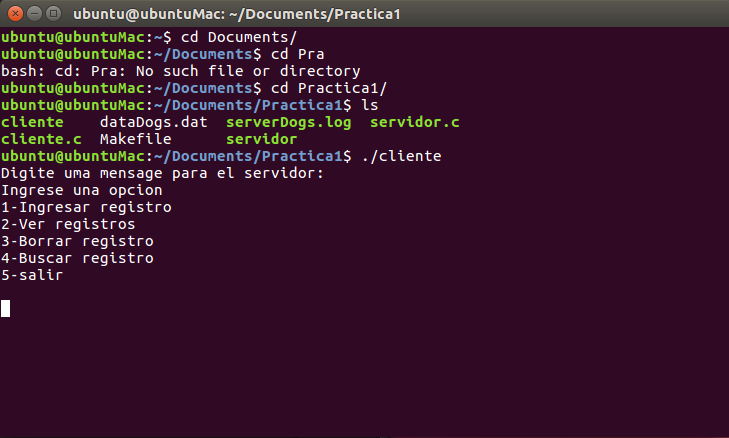 ubuntu@ubuntuMac: ~/Documents/Practica1
ubuntu@ubuntuMac:~$ cd Documents/
ubuntu@ubuntuMac:~/Documents$ cd Pra
bash: cd: Pra: No such file or directory
ubuntu@ubuntuMac:~/Documents$ cd Practica1/
ubuntu@ubuntuMac:~/Documents/Practica1$ ls
cliente    dataDogs.dat  serverDogs.log  servidor.c
cliente.c  Makefile      servidor
ubuntu@ubuntuMac:~/Documents/Practica1$ ./cliente
Digite uma message para el servidor:
Ingrese una opcion
1-Ingresar registro
2-Ver registros
3-Borrar registro
4-Buscar registro
5-salir